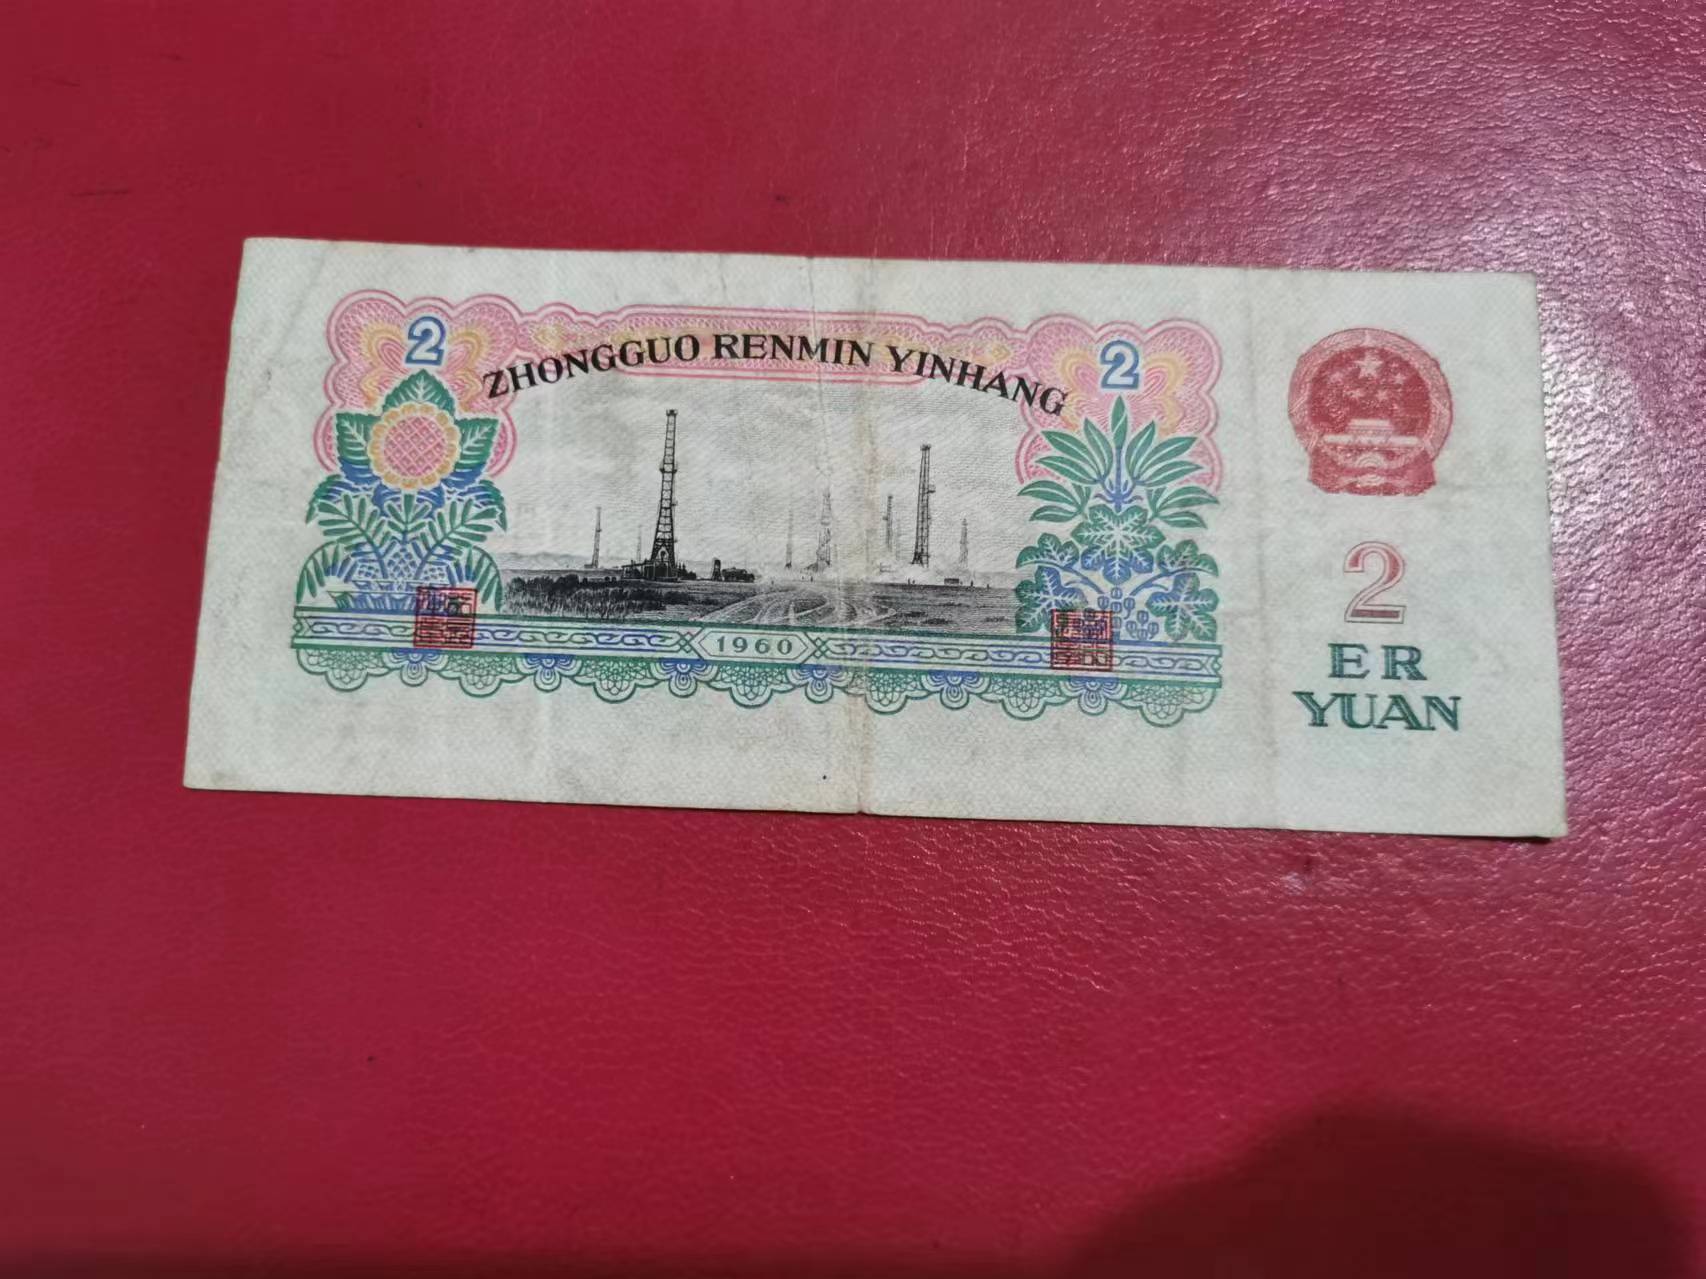 2
2
ZHONGGUO RENMIN YINHANG
1960
2
ER
YUAN